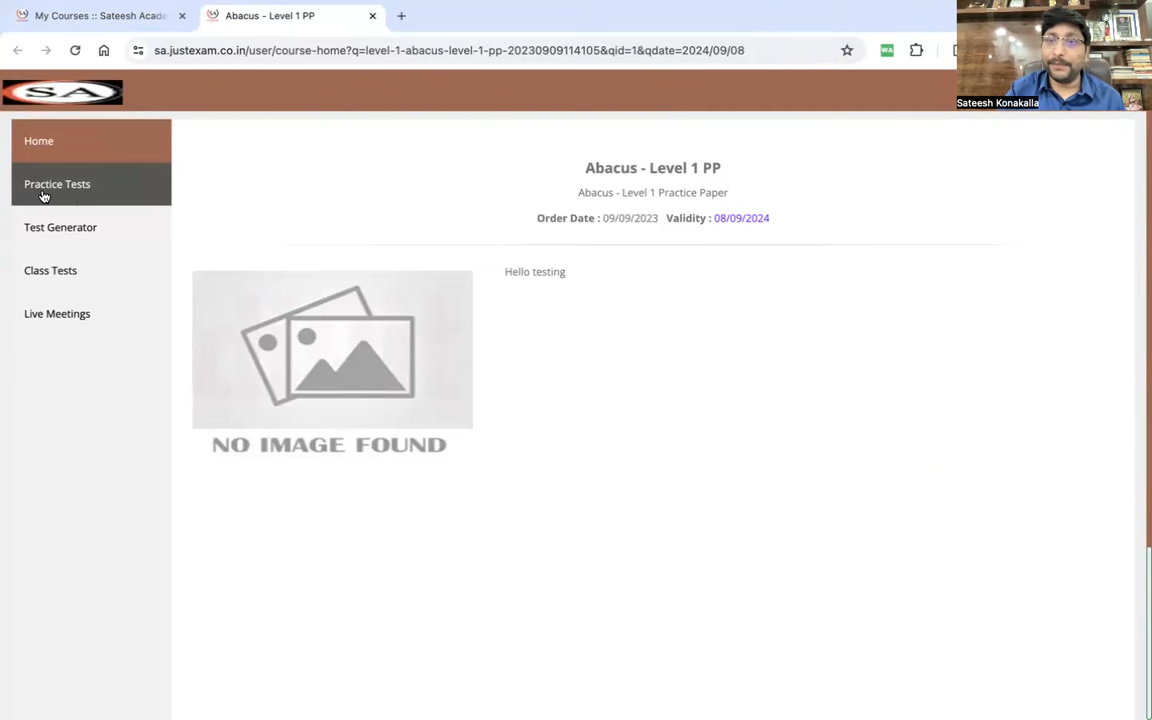 My Courses :: Sateesh Acade
Abacus - Level 1 PP
sa.justexam.co.in/user/course-home?q=level-1-abacus-level-1-pp-20230909114105&qid=1&qdate=2024/09/08
WA
Sateesh Konakalla
SA
Home
Practice Tests
Test Generator
Class Tests
Live Meetings
Abacus - Level 1 PP
Abacus - Level 1 Practice Paper
Order Date : 09/09/2023 Validity : 08/09/2024
Hello testing
NO IMAGE FOUND